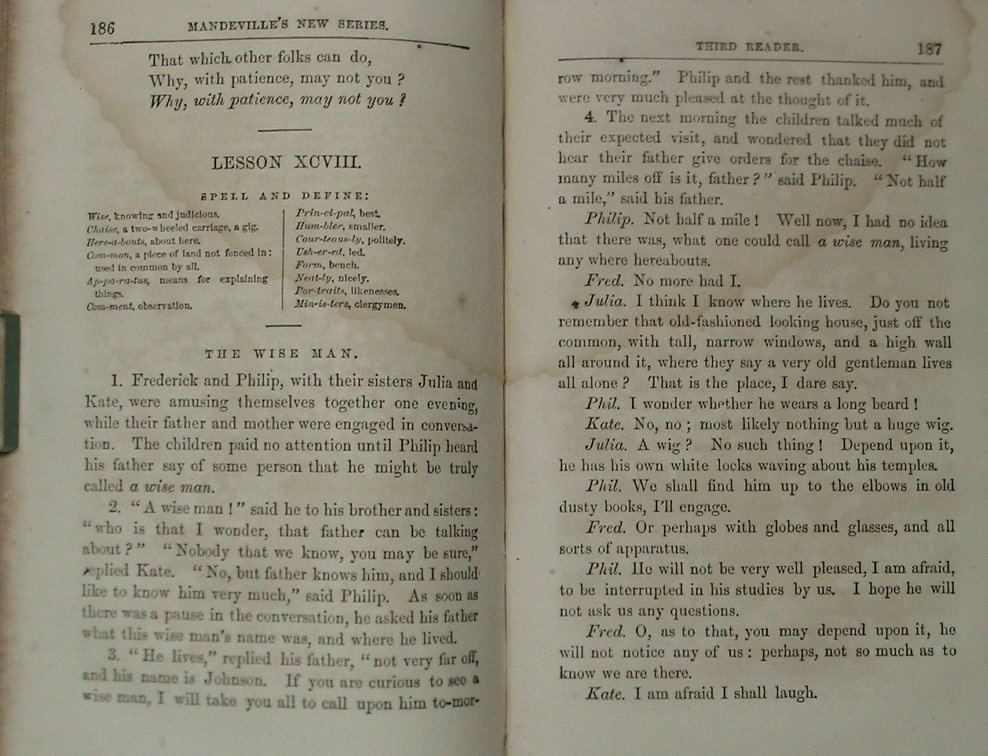 186 MANDEVILLE'S NEW SERIES.
That which other folks can do,
Why, with patience, may not you ?
Why, with patience, may not you ?
LESSON XCVIII.
SPELL AND DEFINE:
Wise, knowing and judicious.
Chaise, a two-wheeled carriage, a gig.
Here-a-bouts, about here.
Com-mon, a piece of land not fenced in :
used in common by all.
Ap-pa-ra-tus, means for explaining
things.
Com-ment, observation.
Prin-ci-pal, best.
Hum-bler, smaller.
Cour-teous-ly, politely.
Ush-er-ed, led.
Form, bench.
Neat-ly, nicely.
Por-traits, likenesses.
Min-is-ters, clergymen.
THE WISE MAN.
1. Frederick and Philip, with their sisters Julia and
Kate, were amusing themselves together one evening,
while their father and mother were engaged in conversa-
tion. The children paid no attention until Philip heard
his father say of some person that he might be truly
called a wise man.
2. “A wise man !” said he to his brother and sisters :
“who is that I wonder, that father can be talking
about ?” “Nobody that we know, you may be sure,”
replied Kate. “No, but father knows him, and I should
like to know him very much,” said Philip. As soon as
there was a pause in the conversation, he asked his father
what this wise man's name was, and where he lived.
3. “He lives,” replied his father, “not very far off,
and his name is Johnson. If you are curious to see a
wise man, I will take you all to call upon him to-mor-
THIRD READER. 187
row morning.” Philip and the rest thanked him, and
were very much pleased at the thought of it.
4. The next morning the children talked much of
their expected visit, and wondered that they did not
hear their father give orders for the chaise. “How
many miles off is it, father ?” said Philip. “Not half
a mile,” said his father.
Philip. Not half a mile ! Well now, I had no idea
that there was, what one could call a wise man, living
any where hereabouts.
Fred. No more had I.
Julia. I think I know where he lives. Do you not
remember that old-fashioned looking house, just off the
common, with tall, narrow windows, and a high wall
all around it, where they say a very old gentleman lives
all alone ? That is the place, I dare say.
Phil. I wonder whether he wears a long beard !
Kate. No, no ; most likely nothing but a huge wig.
Julia. A wig ? No such thing ! Depend upon it,
he has his own white locks waving about his temples.
Phil. We shall find him up to the elbows in old
dusty books, I'll engage.
Fred. Or perhaps with globes and glasses, and all
sorts of apparatus.
Phil. He will not be very well pleased, I am afraid,
to be interrupted in his studies by us. I hope he will
not ask us any questions.
Fred. O, as to that, you may depend upon it, he
will not notice any of us : perhaps, not so much as to
know we are there.
Kate. I am afraid I shall laugh.